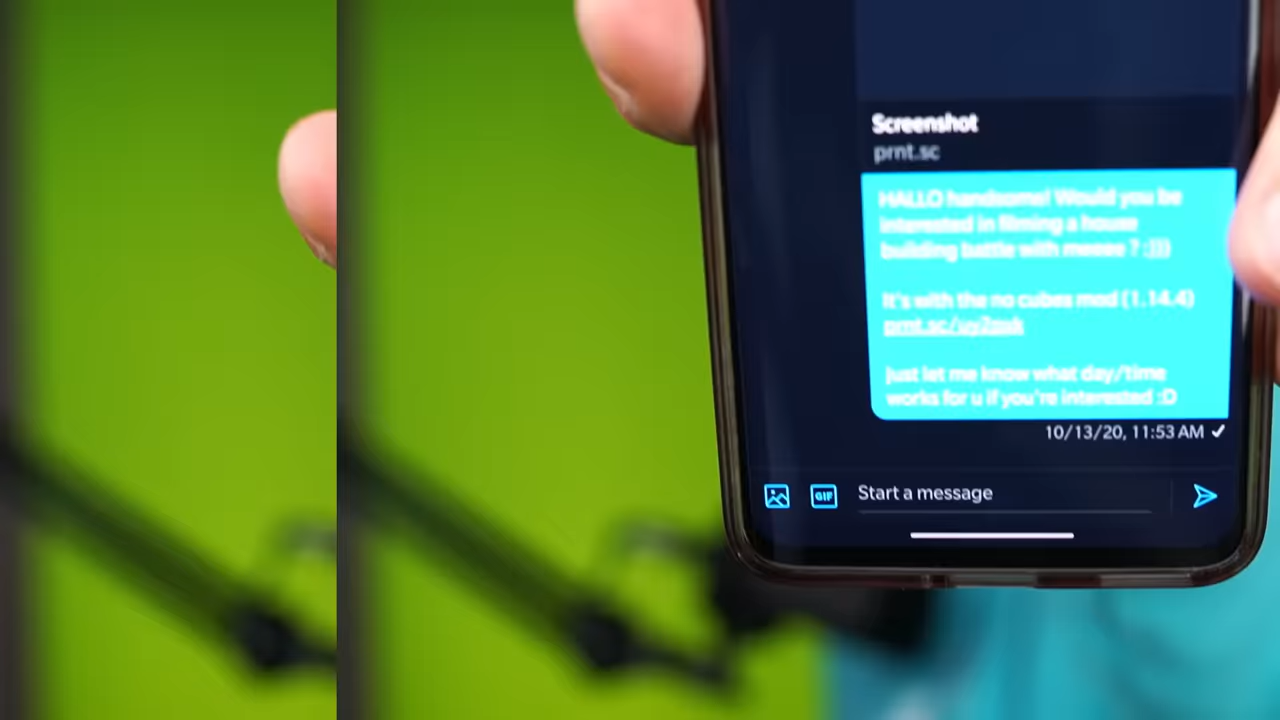 Screenshot
prnt.sc
HALLO handsome! Would you be
interested in filming a house
building battle with meeee ? :)))
It's with the no cubes mod (1.14.4)
Just let me know what day/time
works for u if you're interested :D
10/13/20, 11:53 AM
GIF
Start a message